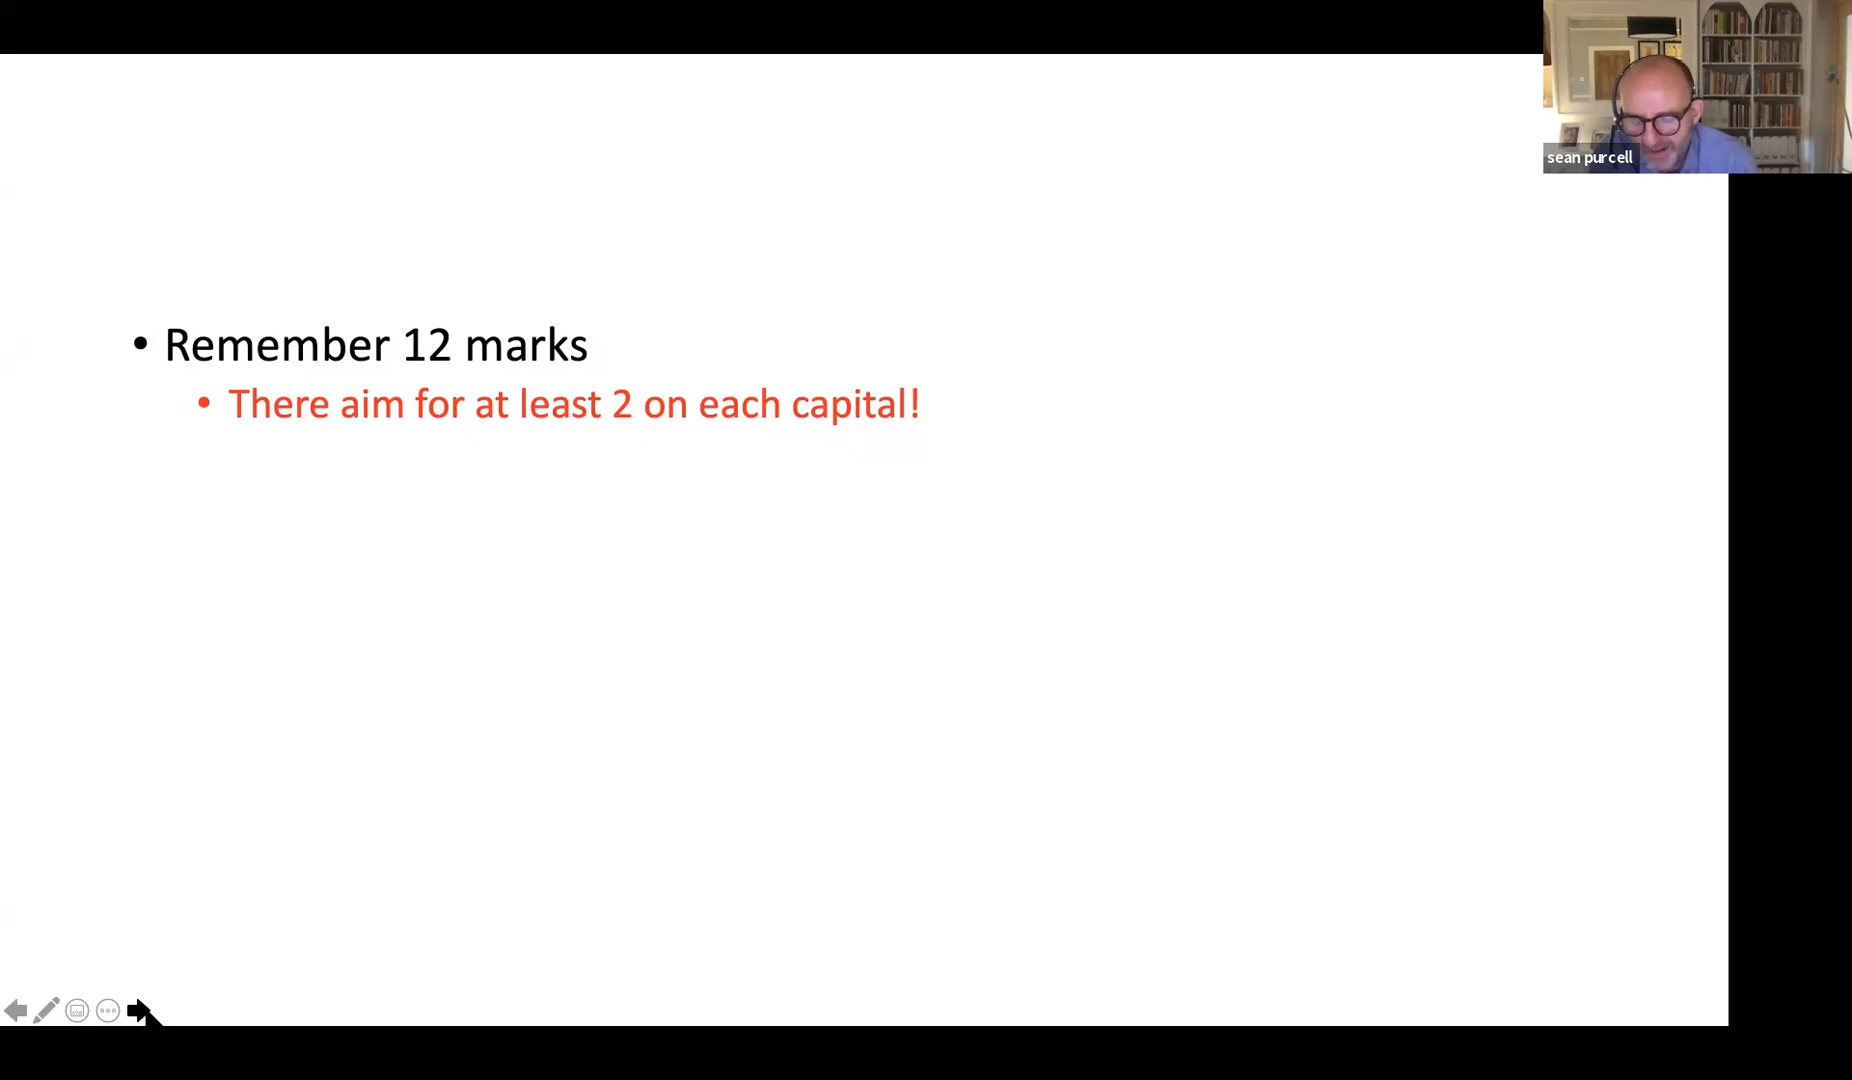 sean purcell
• Remember 12 marks
• There aim for at least 2 on each capital!